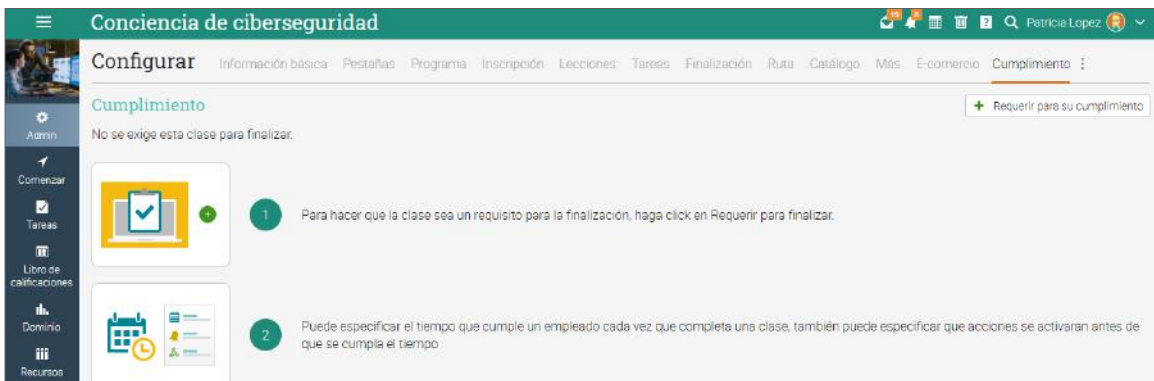 Conciencia de ciberseguridad
15
8
Patricia Lopez
Configurar
Información básica
Pestañas
Programa
Inscripción
Lecciones
Tareas
Finalización
Ruta
Catálogo
Más
E-comercio
Cumplimiento
Cumplimiento
+ Requerir para su cumplimiento
No se exige esta clase para finalizar.
Admin
Comenzar
Tareas
Libro de
calificaciones
Dominio
Recursos
1
Para hacer que la clase sea un requisito para la finalización, haga click en Requerir para finalizar.
2
Puede especificar el tiempo que cumple un empleado cada vez que completa una clase, también puede especificar que acciones se activaran antes de
que se cumpla el tiempo